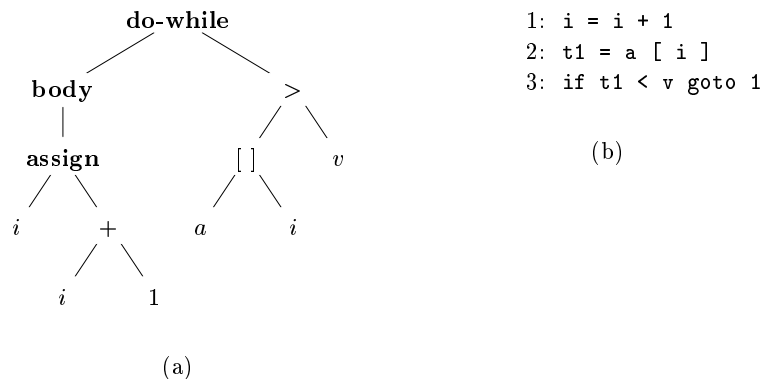 do-while
body >
assign [ ] v
i + a i
i 1
(a)
1: i = i + 1
2: t1 = a [ i ]
3: if t1 < v goto 1
(b)